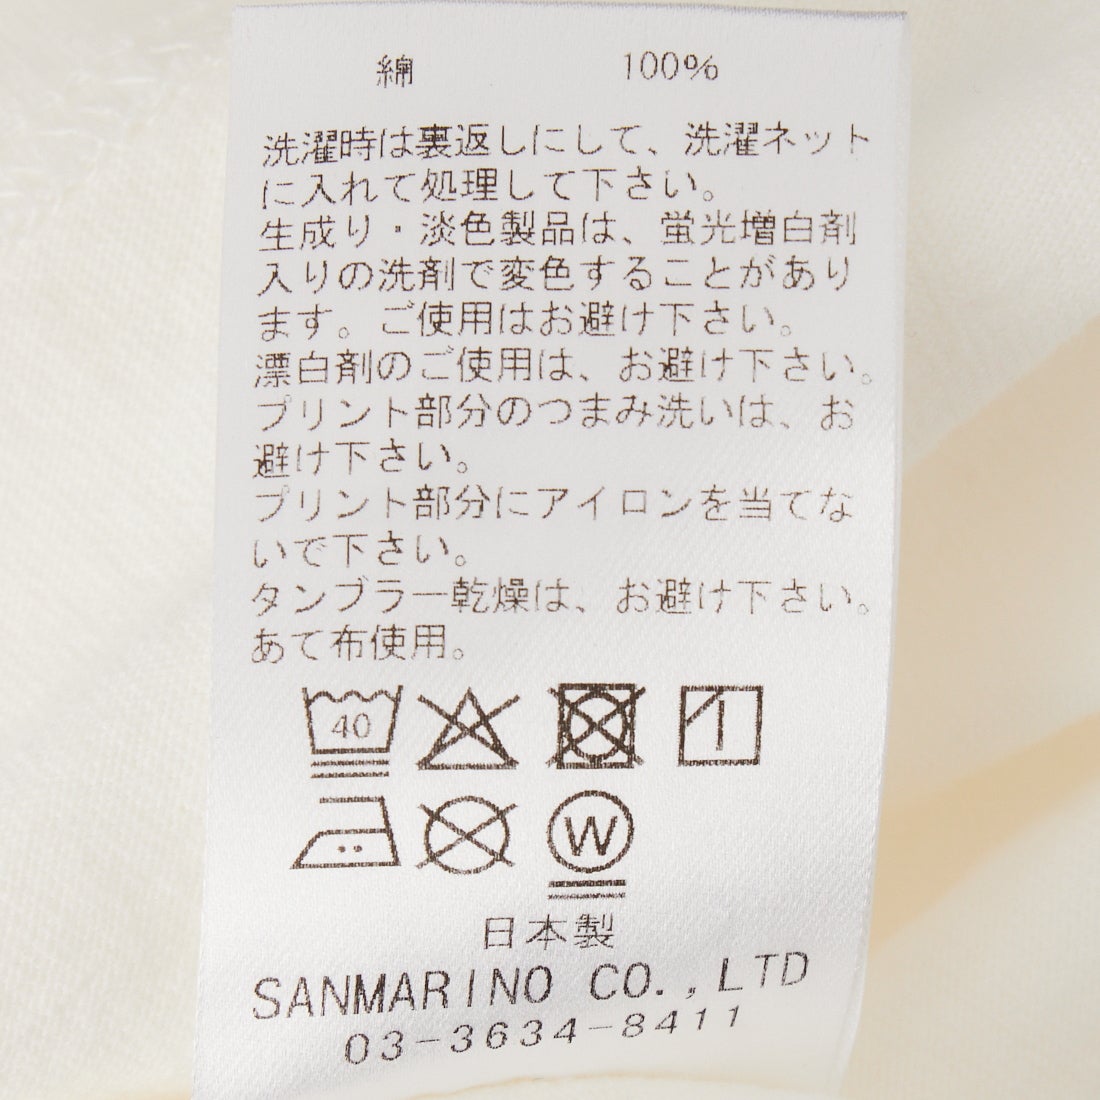 綿 100%
洗濯時は裏返しにして、洗濯ネット
に入れて処理して下さい。
生成り・淡色製品は、蛍光増白剤
入りの洗剤で変色することがあり
ます。ご使用はお避け下さい。
漂白剤のご使用は、お避け下さい。
プリント部分のつまみ洗いは、お
避け下さい。
プリント部分にアイロンを当てな
いで下さい。
タンブラー乾燥は、お避け下さい。
あて布使用。
40
W
日本製
SANMARINO CO.,LTD
03-3634-8411